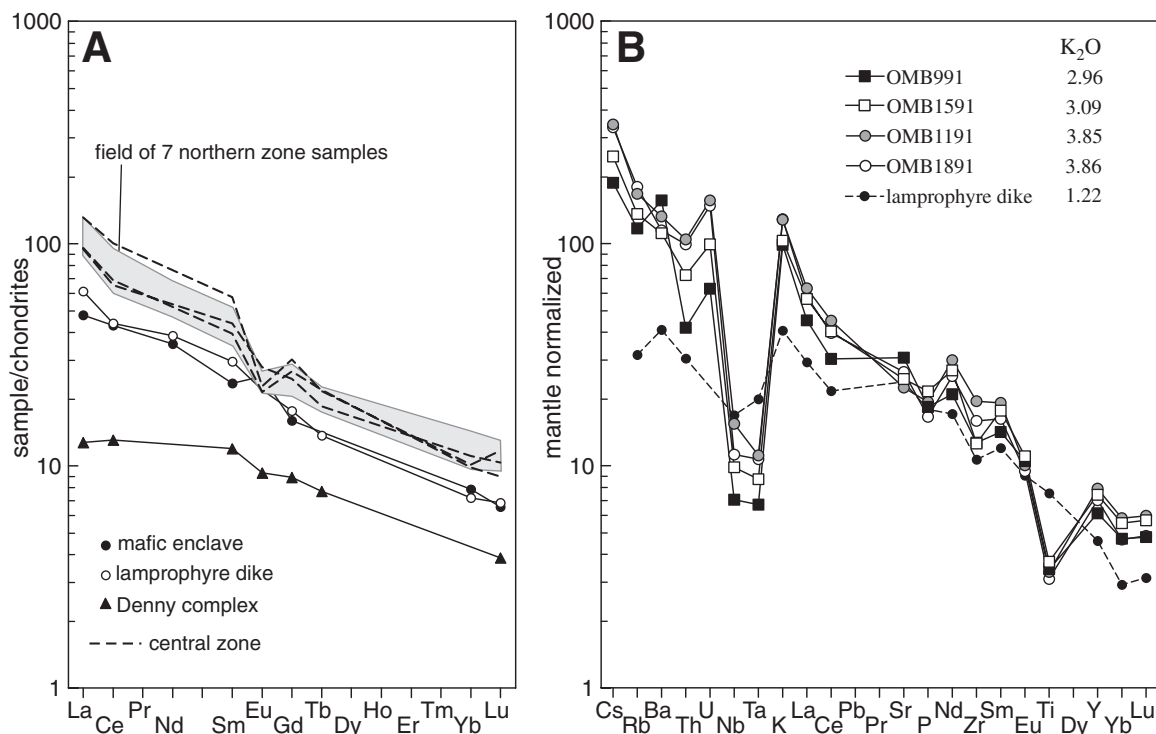 A
1000
100
10
1
sample/chondrites
field of 7 northern zone samples
mafic enclave
lamprophyre dike
Denny complex
central zone
La Ce Pr Nd Sm Eu Gd Tb Dy Ho Er Tm Yb Lu
B
1000
100
10
1
mantle normalized
K2O
OMB991 2.96
OMB1591 3.09
OMB1191 3.85
OMB1891 3.86
lamprophyre dike 1.22
Cs Rb Ba Th U Nb Ta K La Ce Pb Pr Sr P Nd Zr Sm Eu Ti Dy Y Yb Lu